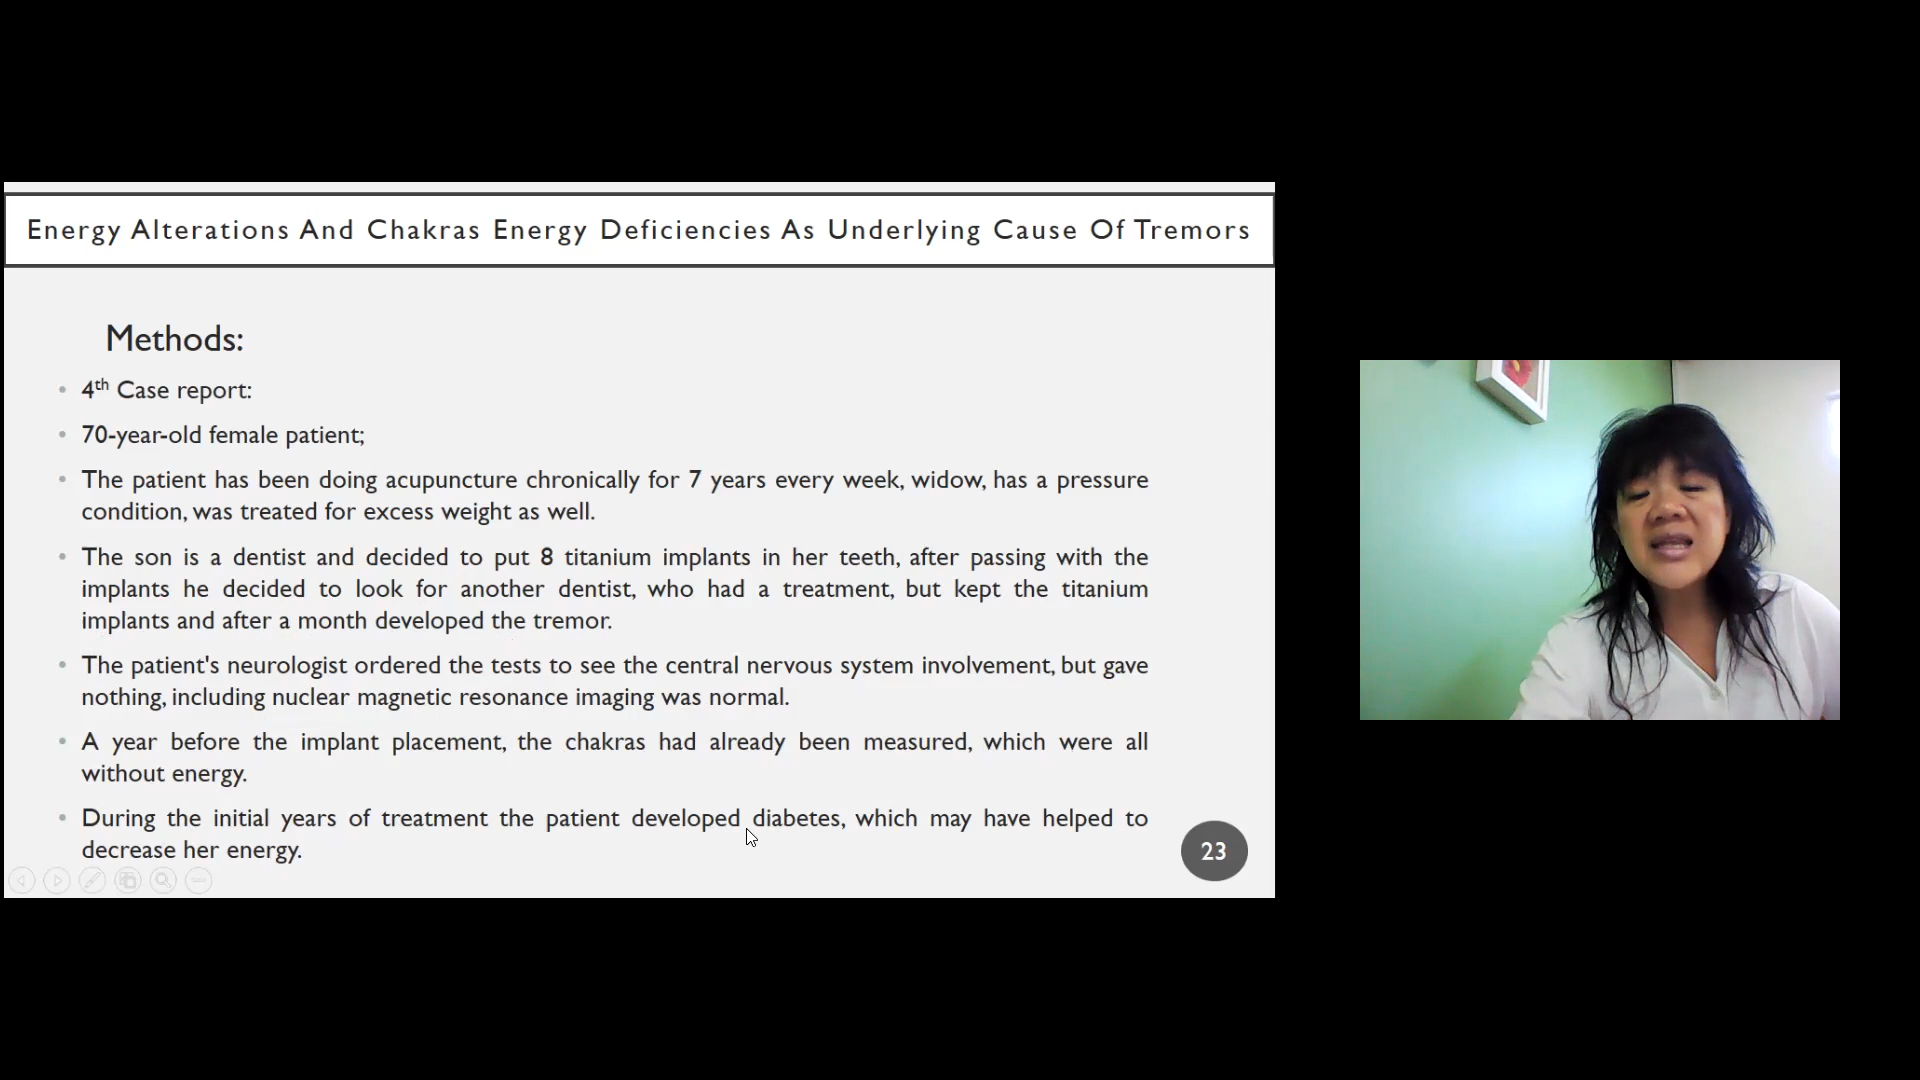 Energy Alterations And Chakras Energy Deficiencies As Underlying Cause Of Tremors
Methods:
• 4th Case report:
• 70-year-old female patient;
• The patient has been doing acupuncture chronically for 7 years every week, widow, has a pressure
condition, was treated for excess weight as well.
• The son is a dentist and decided to put 8 titanium implants in her teeth, after passing with the
implants he decided to look for another dentist, who had a treatment, but kept the titanium
implants and after a month developed the tremor.
• The patient's neurologist ordered the tests to see the central nervous system involvement, but gave
nothing, including nuclear magnetic resonance imaging was normal.
• A year before the implant placement, the chakras had already been measured, which were all
without energy.
• During the initial years of treatment the patient developed diabetes, which may have helped to
decrease her energy.
23